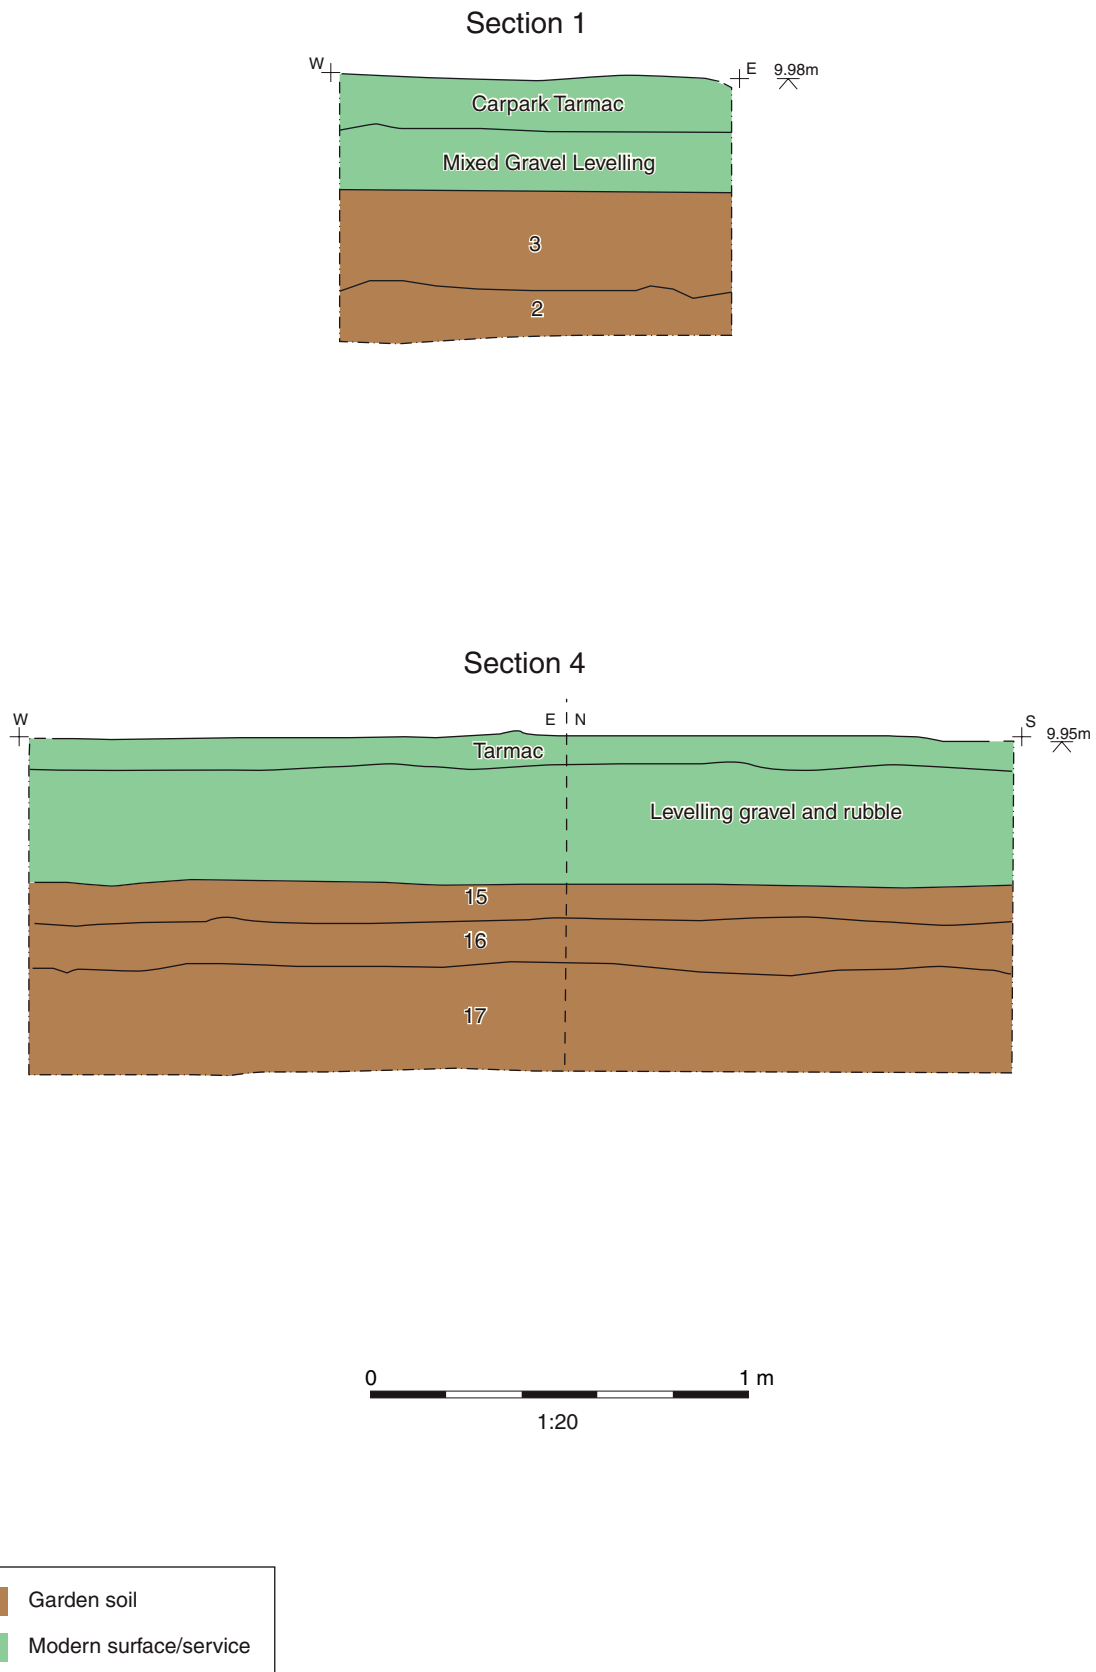 Section 1
W
E 9.98m
Carpark Tarmac
Mixed Gravel Levelling
3
2
Section 4
W
E N
S
9.95m
Tarmac
Levelling gravel and rubble
15
16
17
0 1 m
1:20
Garden soil
Modern surface/service